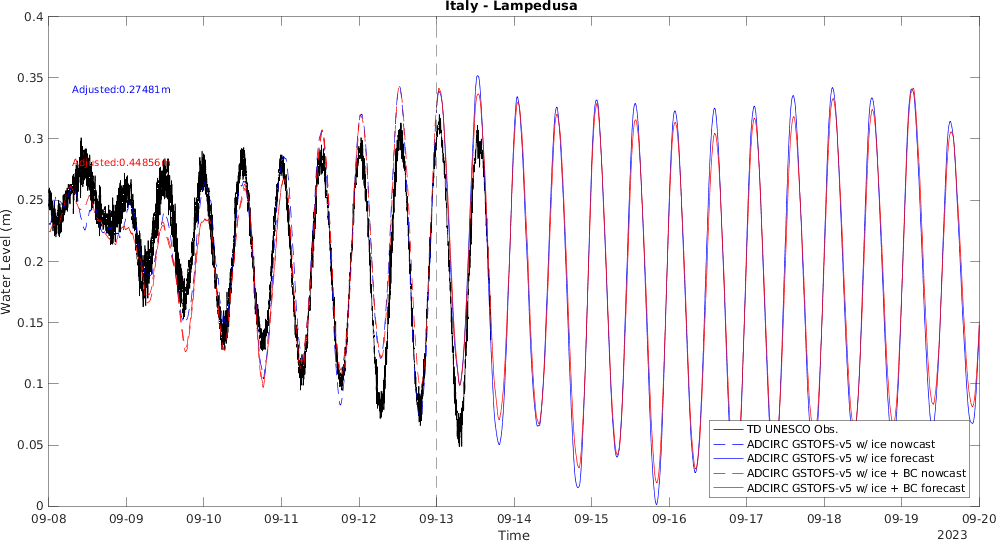 Italy - Lampedusa
0.4
0.35
0.3
0.25
0.2
0.15
0.1
0.05
0
Water Level (m)
Adjusted:0.27481m
Adjusted:0.44856m
TD UNESCO Obs.
ADCIRC GSTOFS-v5 w/ ice nowcast
ADCIRC GSTOFS-v5 w/ ice forecast
ADCIRC GSTOFS-v5 w/ ice + BC nowcast
ADCIRC GSTOFS-v5 w/ ice + BC forecast
09-08 09-09 09-10 09-11 09-12 09-13 09-14 09-15 09-16 09-17 09-18 09-19 09-20
Time
2023